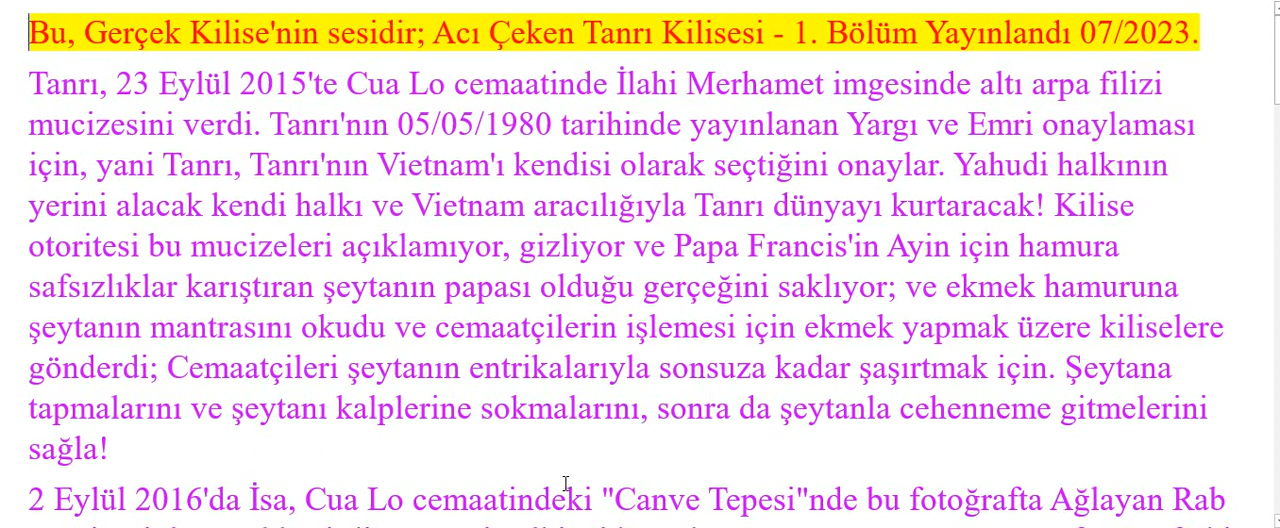 Bu, Gerçek Kilise'nin sesidir; Acı Çeken Tanrı Kilisesi - 1. Bölüm Yayınlandı 07/2023.
Tanrı, 23 Eylül 2015'te Cua Lo cemaatinde İlahi Merhamet imgesinde altı arpa filizi
mucizesini verdi. Tanrı'nın 05/05/1980 tarihinde yayınlanan Yargı ve Emri onaylaması
için, yani Tanrı, Tanrı'nın Vietnam'ı kendisi olarak seçtiğini onaylar. Yahudi halkının
yerini alacak kendi halkı ve Vietnam aracılığıyla Tanrı dünyayı kurtaracak! Kilise
otoritesi bu mucizeleri açıklamıyor, gizliyor ve Papa Francis'in Ayin için hamura
safsızlıklar karıştıran şeytanın papası olduğu gerçeğini saklıyor; ve ekmek hamuruna
şeytanın mantrasını okudu ve cemaatçilerin işlemesi için ekmek yapmak üzere kiliselere
gönderdi; Cemaatçileri şeytanın entrikalarıyla sonsuza kadar şaşırtmak için. Şeytana
tapmalarını ve şeytanı kalplerine sokmalarını, sonra da şeytanla cehenneme gitmelerini
sağla!
2 Eylül 2016'da İsa, Cua Lo cemaatindeki "Canve Tepesi"nde bu fotoğrafta Ağlayan Rab